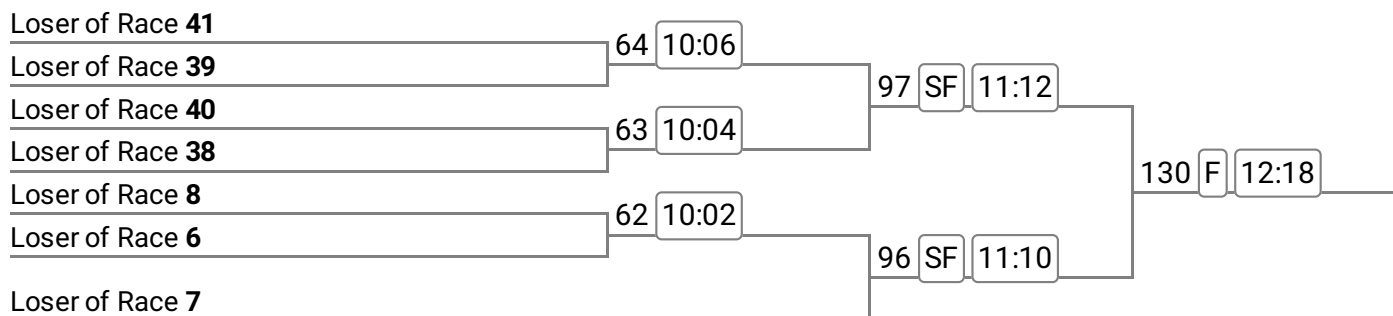 Loser of Race 41
64 10:06
Loser of Race 39
97 SF 11:12
Loser of Race 40
63 10:04
Loser of Race 38
130 F 12:18
Loser of Race 8
62 10:02
Loser of Race 6
96 SF 11:10
Loser of Race 7